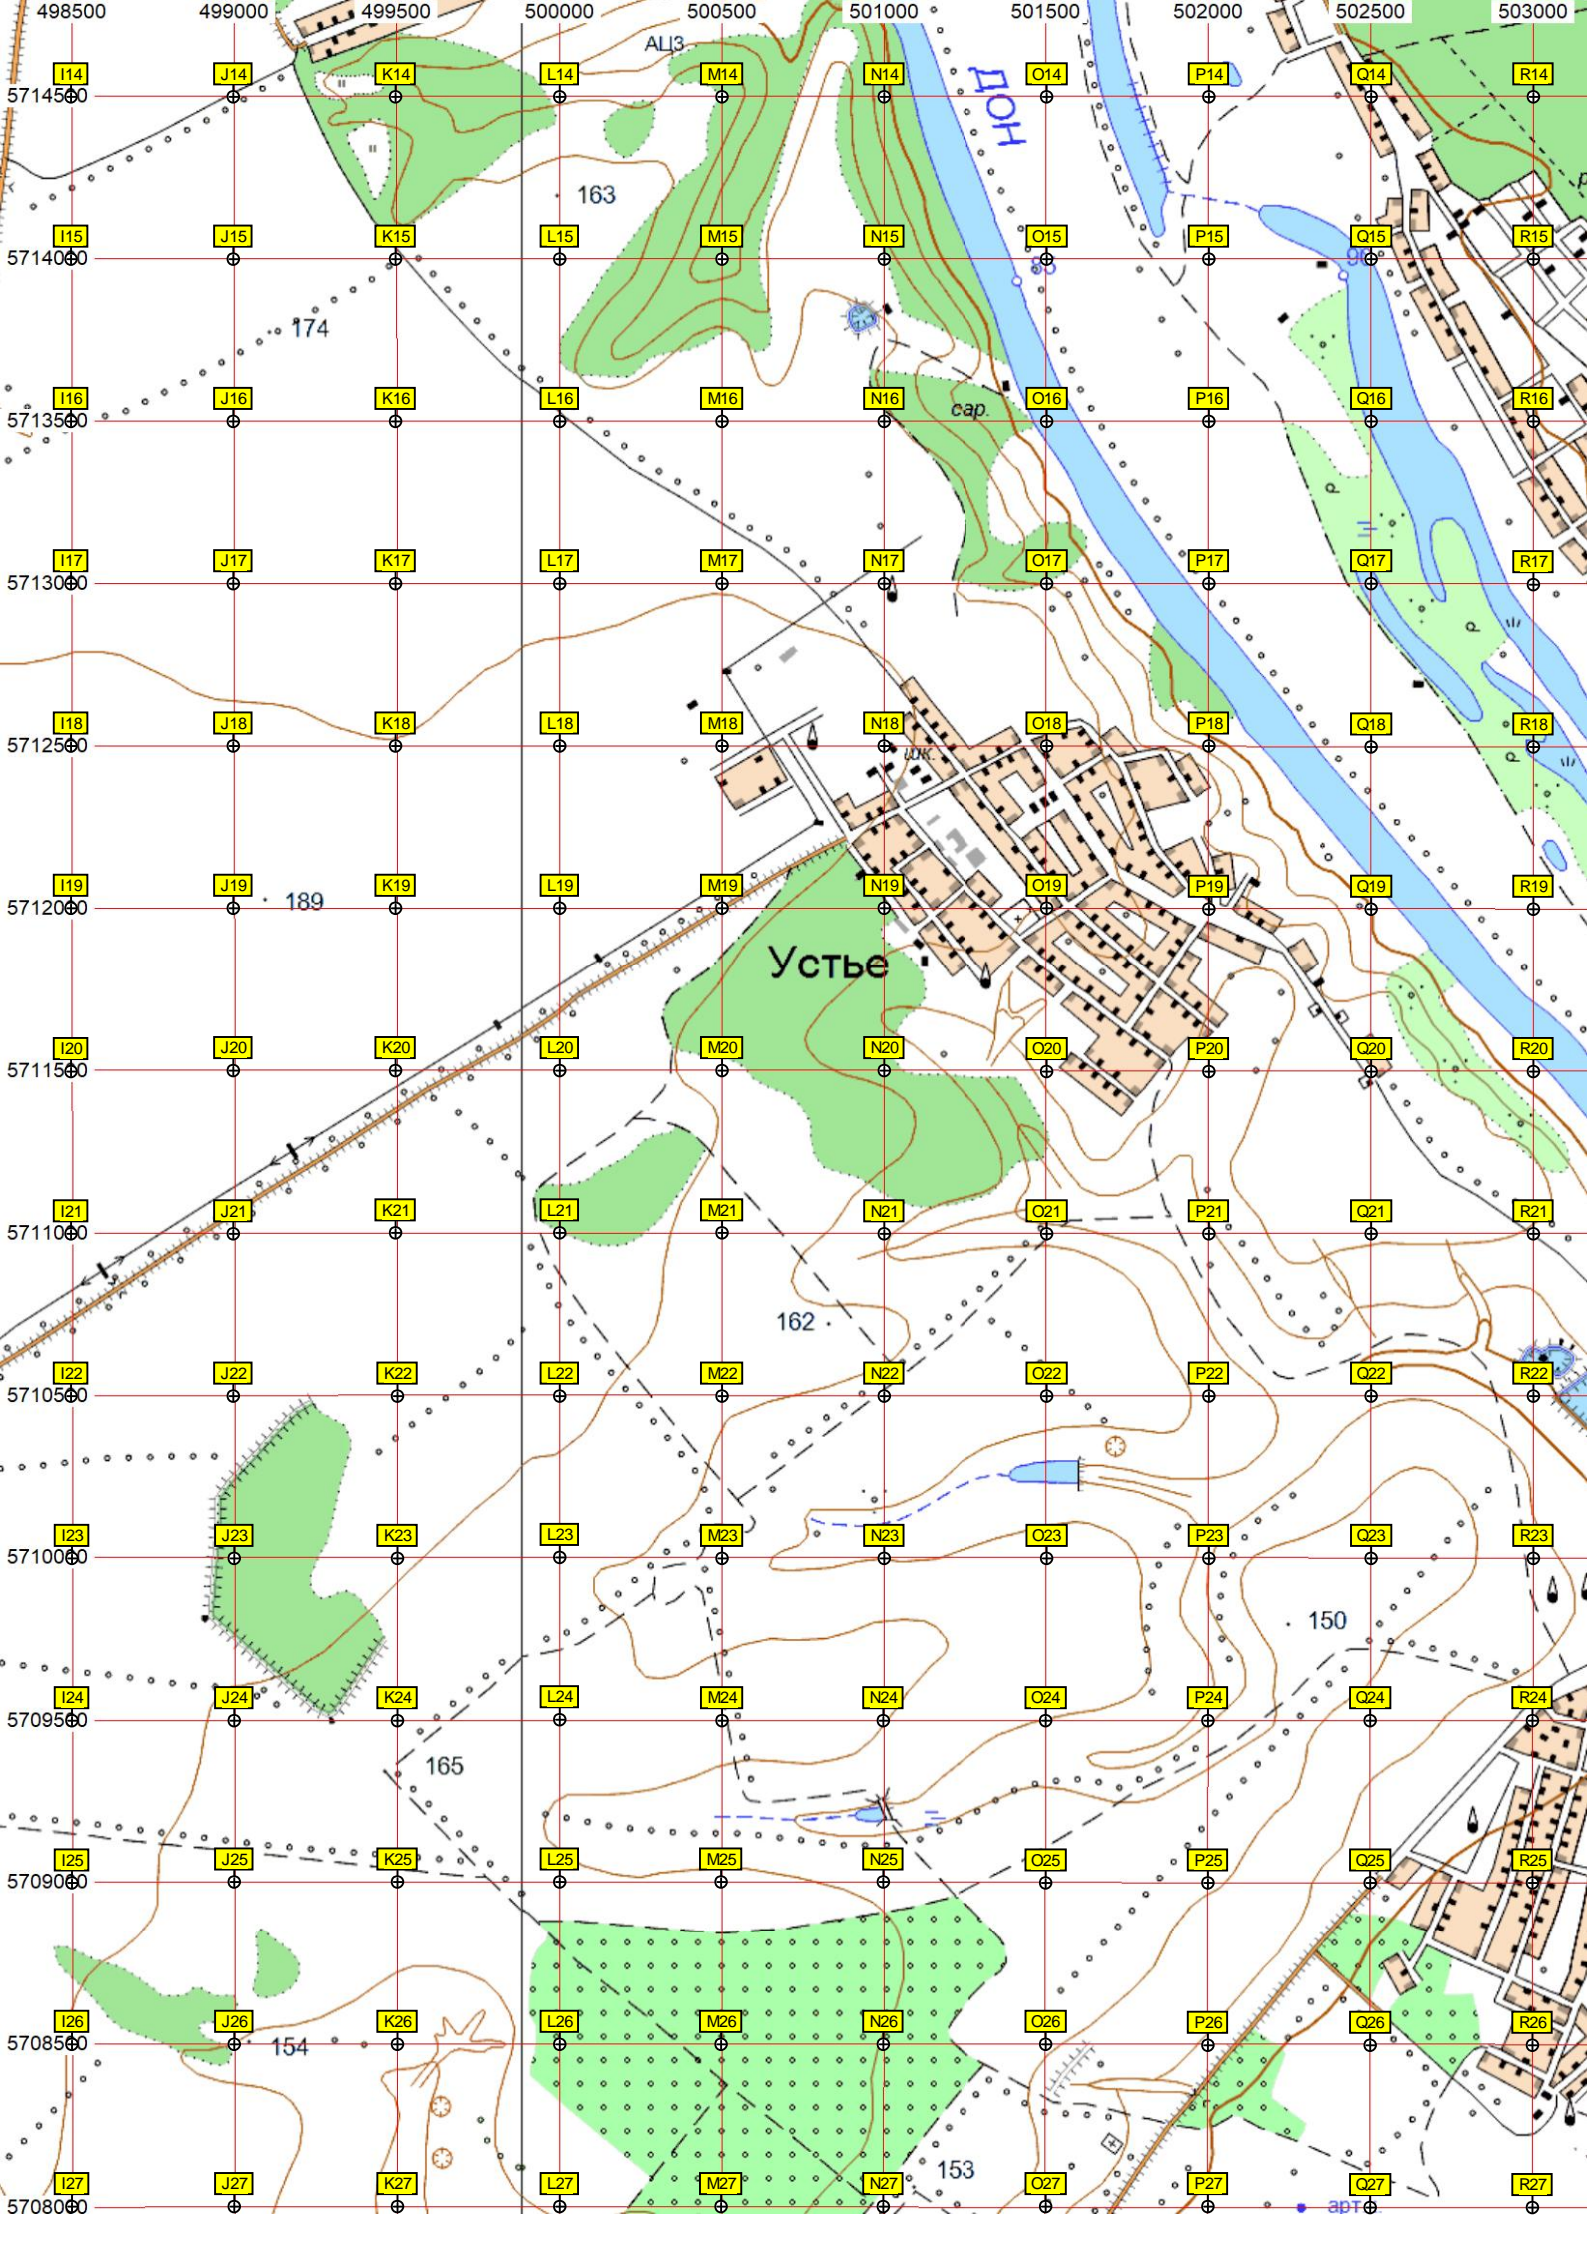 498500 499000 499500 500000 500500 501000 501500 502000 502500 503000
АЦЗ
I14 J14 K14 L14 M14 N14 O14 P14 Q14 R14
5714500
ДОН
163
I15 J15 K15 L15 M15 N15 O15 P15 Q15 R15
5714000
174
I16 J16 K16 L16 M16 N16 O16 P16 Q16 R16
сар.
5713500
I17 J17 K17 L17 M17 N17 O17 P17 Q17 R17
5713000
I18 J18 K18 L18 M18 N18 O18 P18 Q18 R18
5712500
шк.
I19 J19 K19 L19 M19 N19 O19 P19 Q19 R19
5712000
189
Устье
I20 J20 K20 L20 M20 N20 O20 P20 Q20 R20
5711500
I21 J21 K21 L21 M21 N21 O21 P21 Q21 R21
5711000
162
I22 J22 K22 L22 M22 N22 O22 P22 Q22 R22
5710500
I23 J23 K23 L23 M23 N23 O23 P23 Q23 R23
5710000
150
I24 J24 K24 L24 M24 N24 O24 P24 Q24 R24
5709500
165
I25 J25 K25 L25 M25 N25 O25 P25 Q25 R25
5709000
I26 J26 K26 L26 M26 N26 O26 P26 Q26 R26
5708500
154
153
I27 J27 K27 L27 M27 N27 O27 P27 Q27 R27
5708000
арт